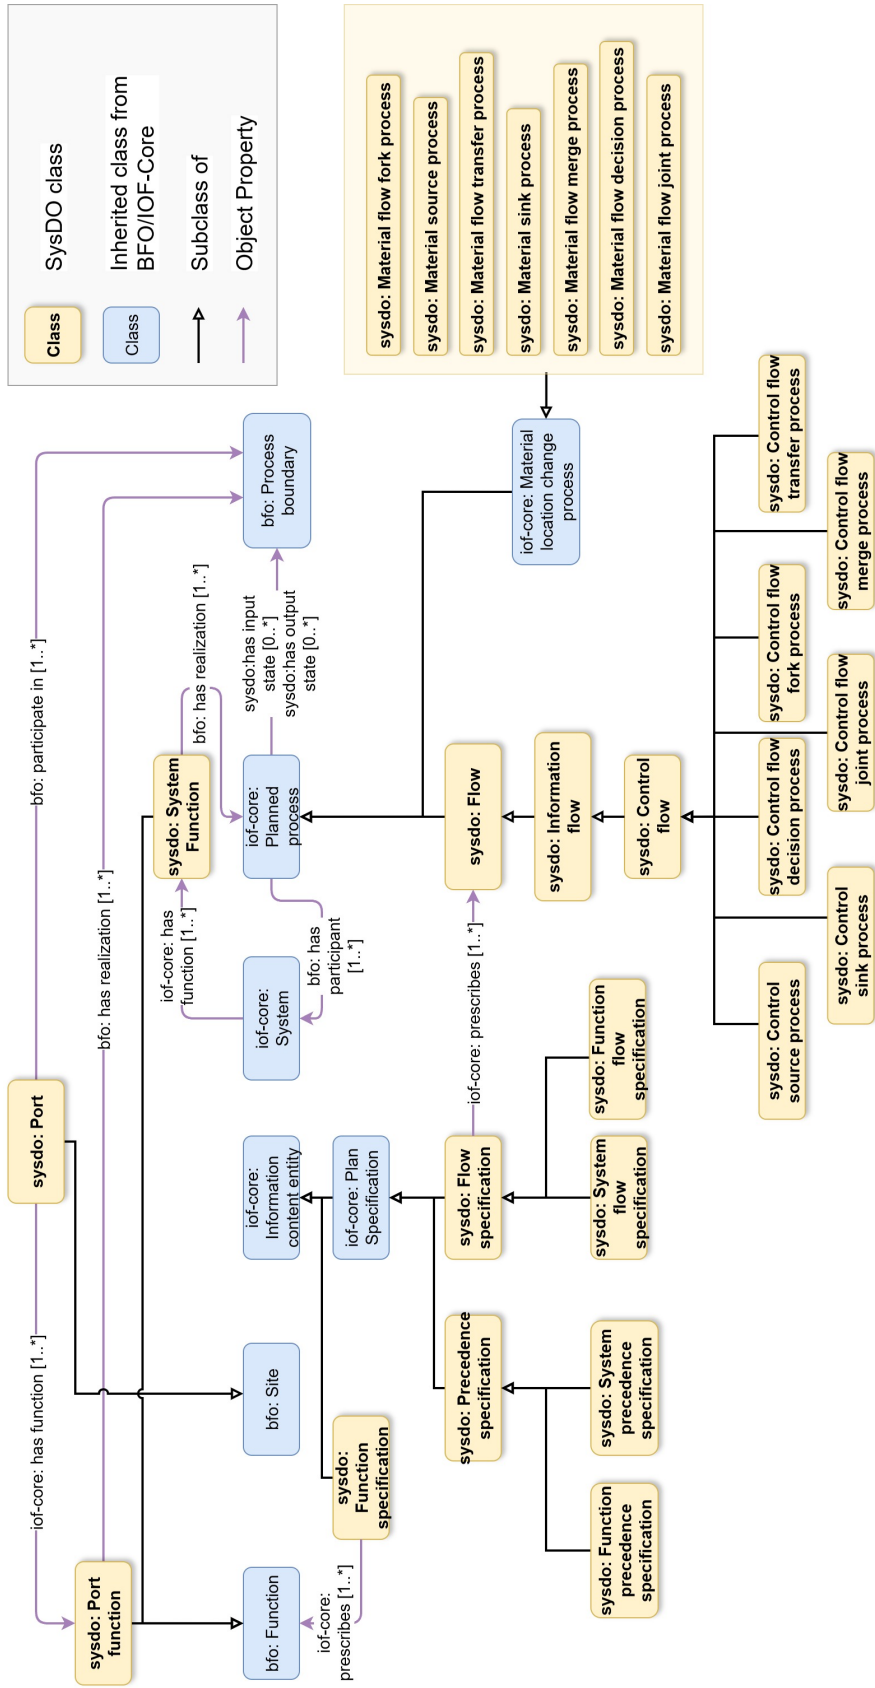 bfo: participate in [1..*]
iof-core: has function [1..*]
sysdo: Port
sysdo: Port
function
bfo: has realization [1..*]
sysdo: System
Function
bfo: has realization [1..*]
iof-core: has
function [1..*]
bfo: Function
bfo: Site
iof-core:
Information
content entity
iof-core:
System
iof-core:
Planned
process
bfo: Process
boundary
sysdo:has input
state [0..*]
sysdo:has output
state [0..*]
bfo: has
participant
[1..*]
iof-core:
prescribes [1..*]
sysdo:
Function
specification
iof-core: Plan
Specification
sysdo: Precedence
specification
sysdo: Flow
specification
iof-core: prescribes [1..*]
sysdo: Flow
iof-core: Material
location change
process
sysdo: Information
flow
sysdo: Function
precedence
specification
sysdo: System
precedence
specification
sysdo: System
flow
specification
sysdo: Function
flow
specification
sysdo: Control
flow
sysdo: Control
source process
sysdo: Control flow
decision process
sysdo: Control flow
fork process
sysdo: Control flow
transfer process
sysdo: Control
sink process
sysdo: Control flow
joint process
sysdo: Control flow
merge process
Class
SysDO class
Class
Inherited class from
BFO/IOF-Core
Subclass of
Object Property
sysdo: Material flow fork process
sysdo: Material source process
sysdo: Material flow transfer process
sysdo: Material sink process
sysdo: Material flow merge process
sysdo: Material flow decision process
sysdo: Material flow joint process